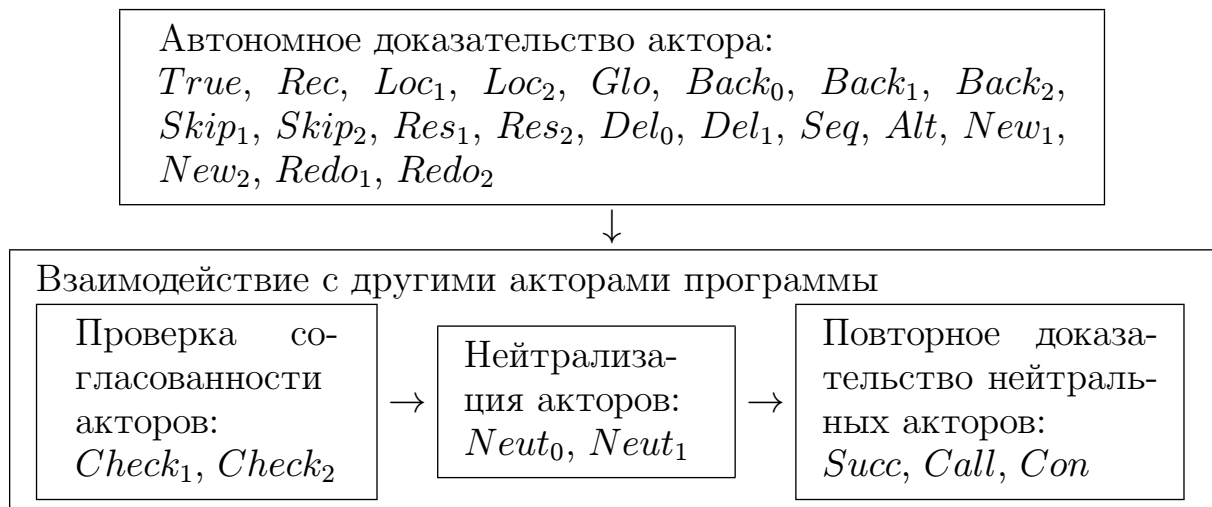 Автономное доказательство актора:
True, Rec, Loc₁, Loc₂, Glo, Back₀, Back₁, Back₂,
Skip₁, Skip₂, Res₁, Res₂, Del₀, Del₁, Seq, Alt, New₁,
New₂, Redo₁, Redo₂
↓
Взаимодействие с другими акторами программы
Проверка со-
гласованности
акторов:
Check₁, Check₂
→
Нейтрализа-
ция акторов:
Neut₀, Neut₁
→
Повторное доказа-
тельство нейтраль-
ных акторов:
Succ, Call, Con